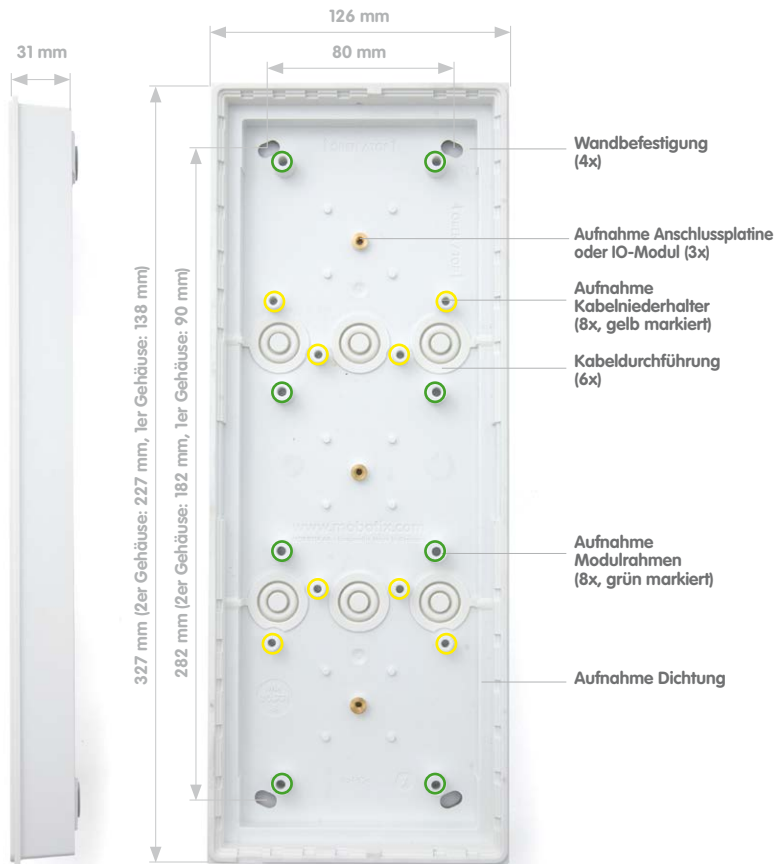 126 mm
31 mm
80 mm
Wandbefestigung
(4x)
Aufnahme Anschlussplatine
oder IO-Modul (3x)
Aufnahme
Kabelniederhalter
(8x, gelb markiert)
Kabeldurchführung
(6x)
327 mm (2er Gehäuse: 227 mm, 1er Gehäuse: 138 mm)
282 mm (2er Gehäuse: 182 mm, 1er Gehäuse: 90 mm)
www.mobotix.com
Aufnahme
Modulrahmen
(8x, grün markiert)
Aufnahme Dichtung